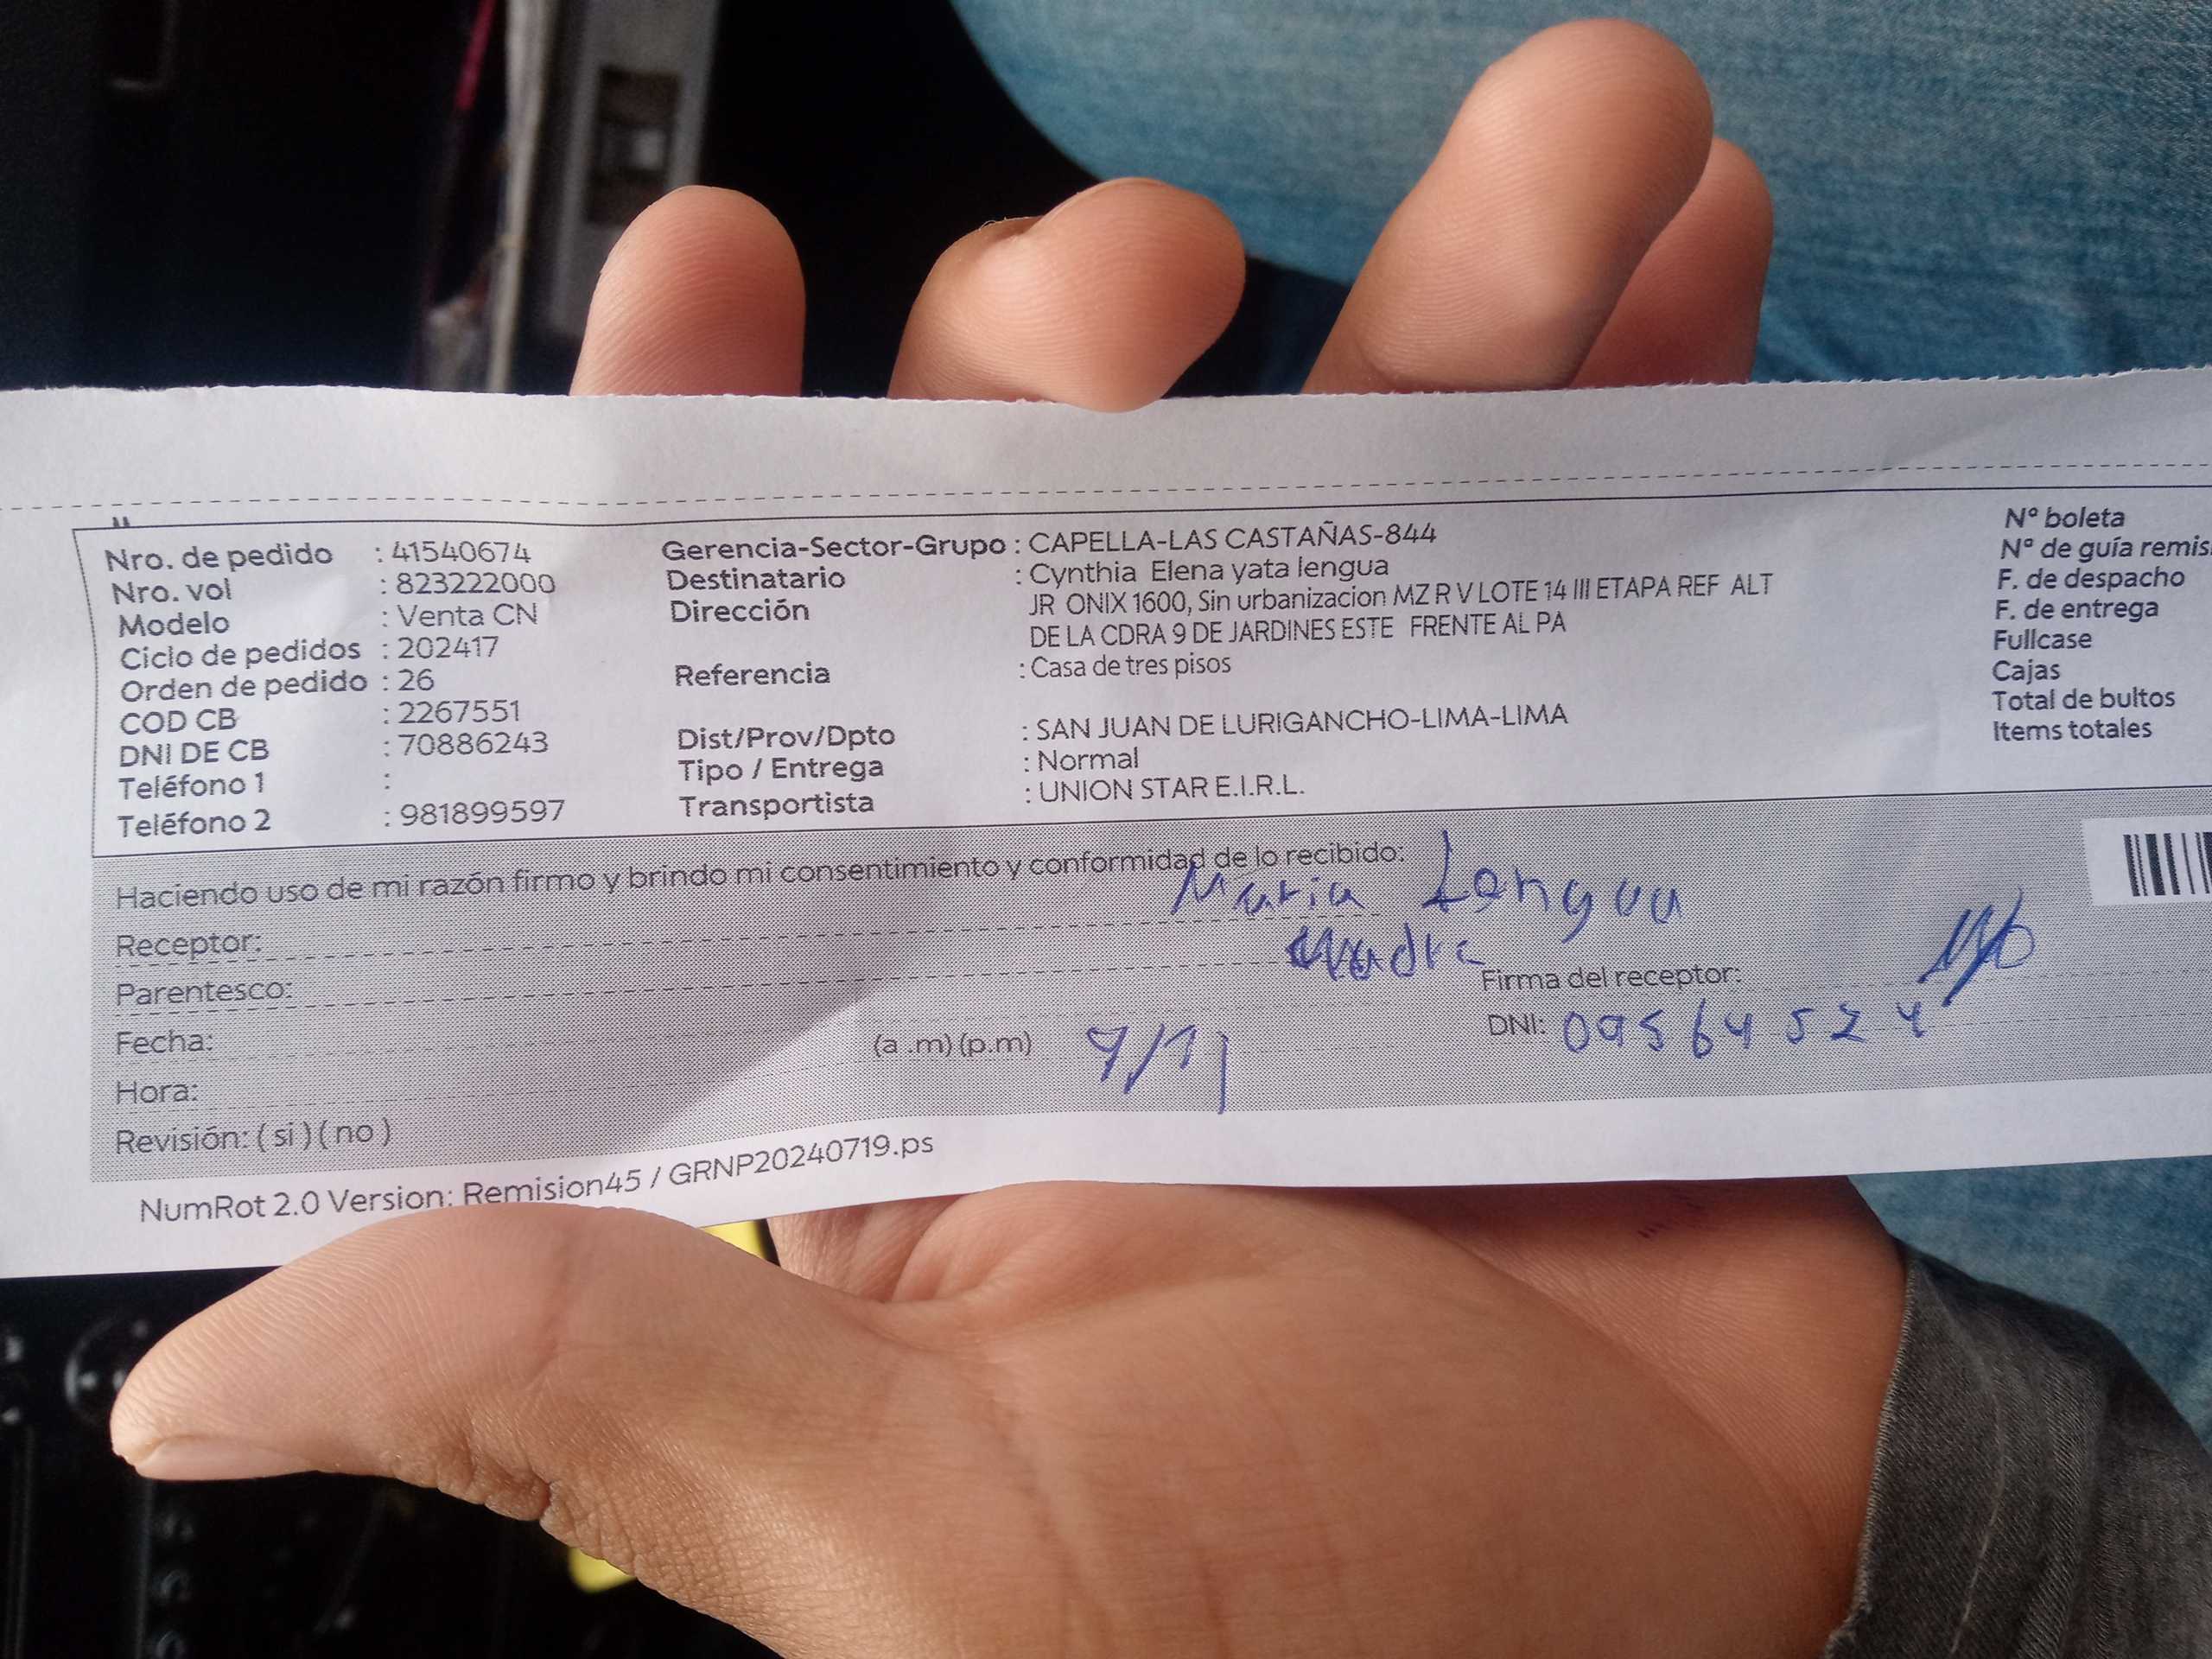 Nro. de pedido : 41540674
Nro. vol : 823222000
Modelo : Venta CN
Ciclo de pedidos : 202417
Orden de pedido : 26
COD CB : 2267551
DNI DE CB : 70886243
Teléfono 1 :
Teléfono 2 : 981899597
Gerencia-Sector-Grupo : CAPELLA-LAS CASTAÑAS-844
Destinatario : Cynthia Elena yata lengua
Dirección JR ONIX 1600, Sin urbanizacion MZ R V LOTE 14 III ETAPA REF ALT
DE LA CDRA 9 DE JARDINES ESTE FRENTE AL PA
Referencia : Casa de tres pisos
Dist/Prov/Dpto : SAN JUAN DE LURIGANCHO-LIMA-LIMA
Tipo / Entrega : Normal
Transportista : UNION STAR E.I.R.L.
N° boleta
N° de guía remis
F. de despacho
F. de entrega
Fullcase
Cajas
Total de bultos
Items totales
Haciendo uso de mi razón firmo y brindo mi consentimiento y conformidad de lo recibido:
Receptor: Maria Lengua
Parentesco: Madre
Firma del receptor:
Fecha: (a .m) (p.m)
DNI: 09564524
Hora:
Revisión: ( si ) ( no )
NumRot 2.0 Version: Remision45 / GRNP20240719.ps